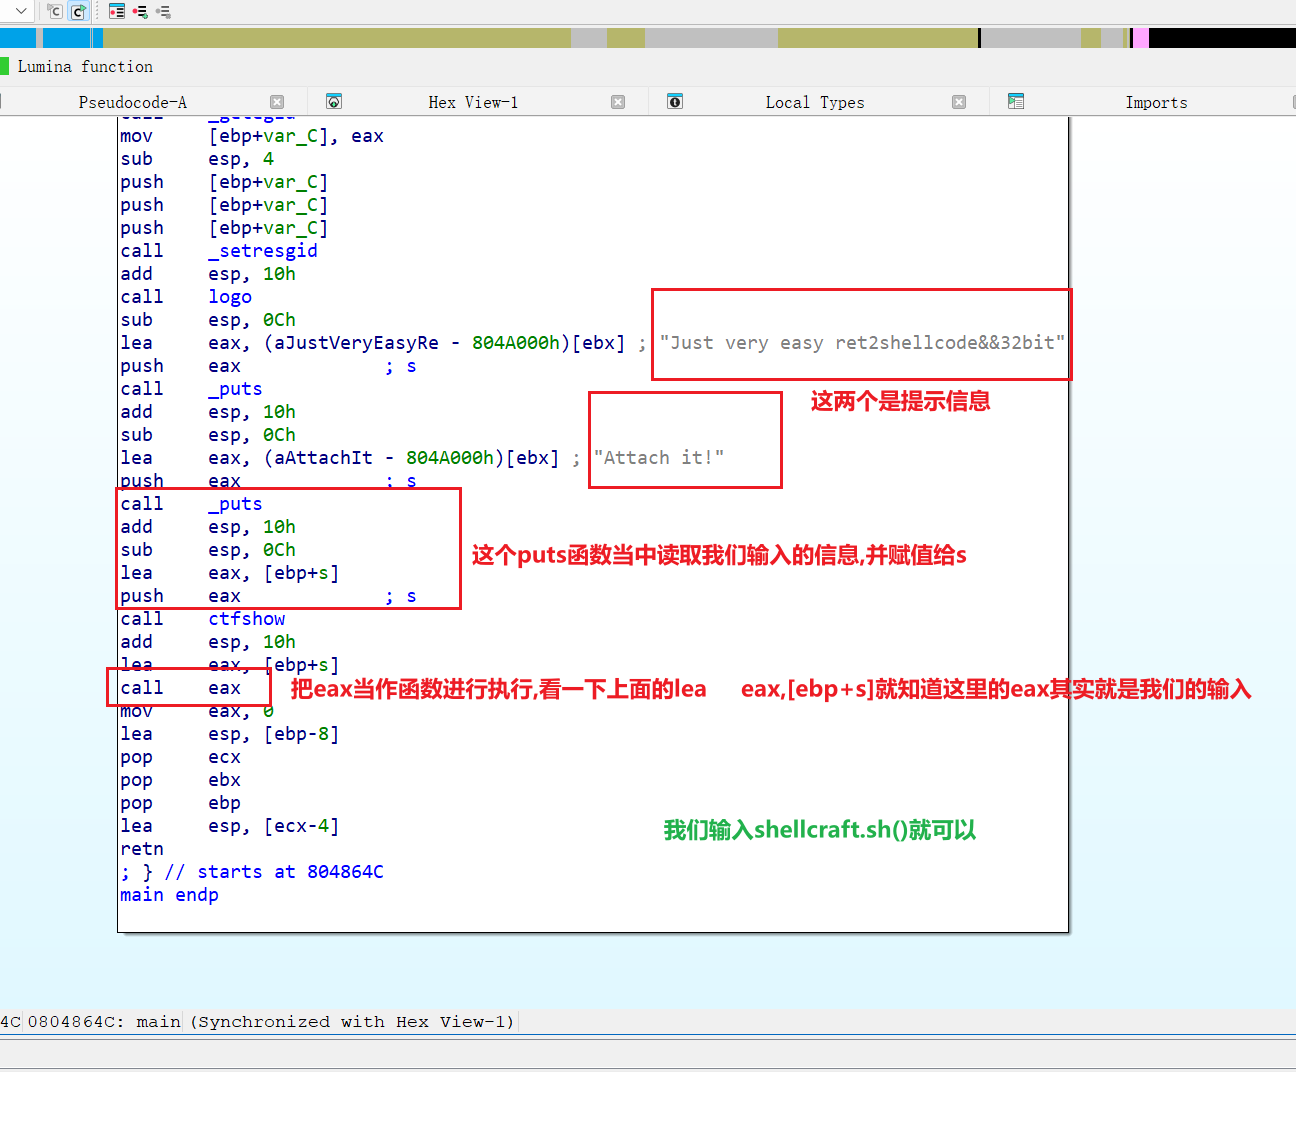 Lumina function
Pseudocode-A Hex View-1 Local Types Imports
mov [ebp+var_C], eax
sub esp, 4
push [ebp+var_C]
push [ebp+var_C]
push [ebp+var_C]
call _setresgid
add esp, 10h
call logo
sub esp, 0Ch
lea eax, (aJustVeryEasyRe - 804A000h)[ebx] ; "Just very easy ret2shellcode&&32bit"
push eax ; s
call _puts
这两个是提示信息
add esp, 10h
sub esp, 0Ch
lea eax, (aAttachIt - 804A000h)[ebx] ; "Attach it!"
push eax ; s
call _puts
add esp, 10h
sub esp, 0Ch
这个puts函数当中读取我们输入的信息,并赋值给s
lea eax, [ebp+s]
push eax ; s
call ctfshow
add esp, 10h
lea eax, [ebp+s]
call eax
把eax当作函数进行执行,看一下上面的lea eax,[ebp+s]就知道这里的eax其实就是我们的输入
mov eax, 0
lea esp, [ebp-8]
pop ecx
pop ebx
pop ebp
lea esp, [ecx-4]
我们输入shellcraft.sh()就可以
retn
; } // starts at 804864C
main endp
4C 0804864C: main (Synchronized with Hex View-1)